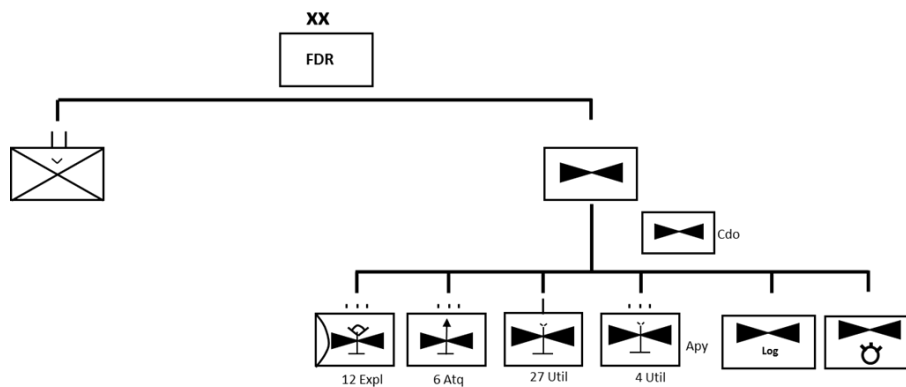 XX
FDR
Cdo
Apy
Log
12 Expl
6 Atq
27 Util
4 Util